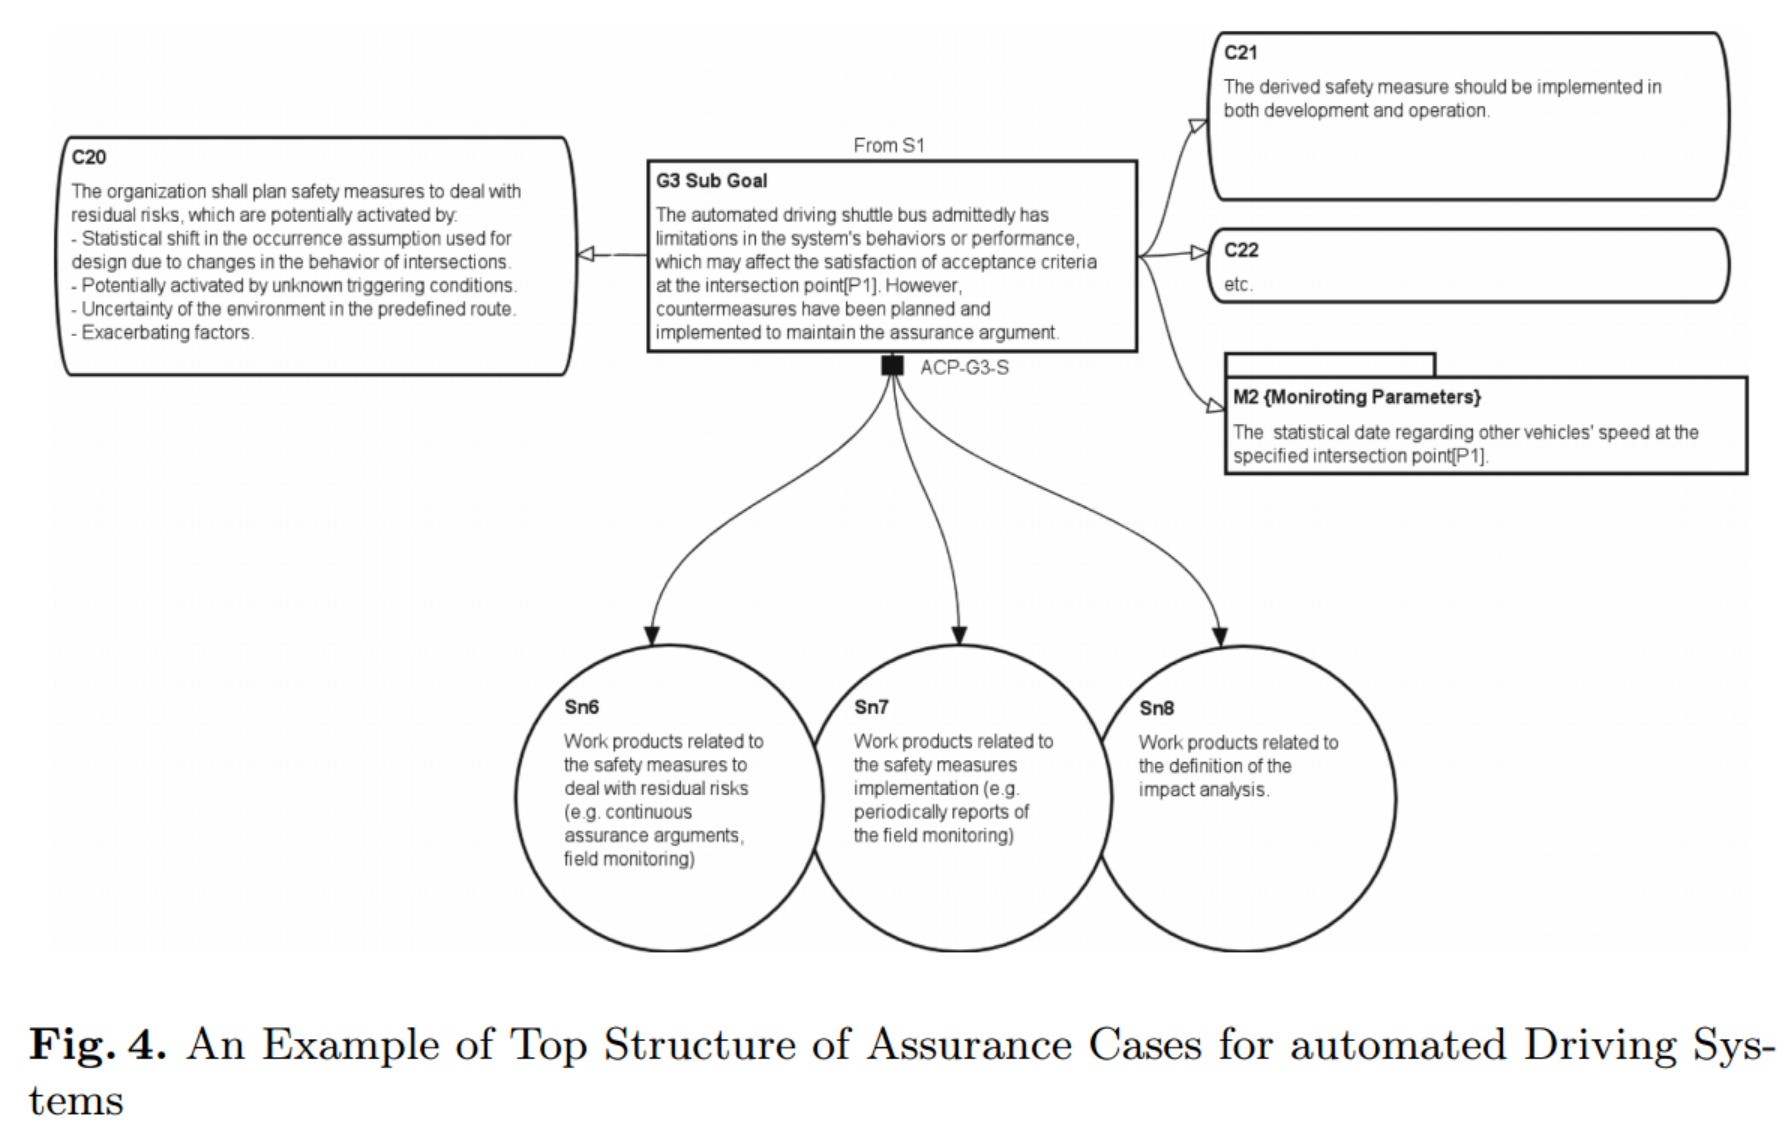 C20
The organization shall plan safety measures to deal with
residual risks, which are potentially activated by:
- Statistical shift in the occurrence assumption used for
design due to changes in the behavior of intersections.
- Potentially activated by unknown triggering conditions.
- Uncertainty of the environment in the predefined route.
- Exacerbating factors.
From S1
G3 Sub Goal
The automated driving shuttle bus admittedly has
limitations in the system's behaviors or performance,
which may affect the satisfaction of acceptance criteria
at the intersection point[P1]. However,
countermeasures have been planned and
implemented to maintain the assurance argument.
ACP-G3-S
C21
The derived safety measure should be implemented in
both development and operation.
C22
etc.
M2 {Moniroting Parameters}
The statistical date regarding other vehicles' speed at the
specified intersection point[P1].
Sn6
Work products related to
the safety measures to
deal with residual risks
(e.g. continuous
assurance arguments,
field monitoring)
Sn7
Work products related to
the safety measures
implementation (e.g.
periodically reports of
the field monitoring)
Sn8
Work products related to
the definition of the
impact analysis.
Fig. 4. An Example of Top Structure of Assurance Cases for automated Driving Sys-
tems